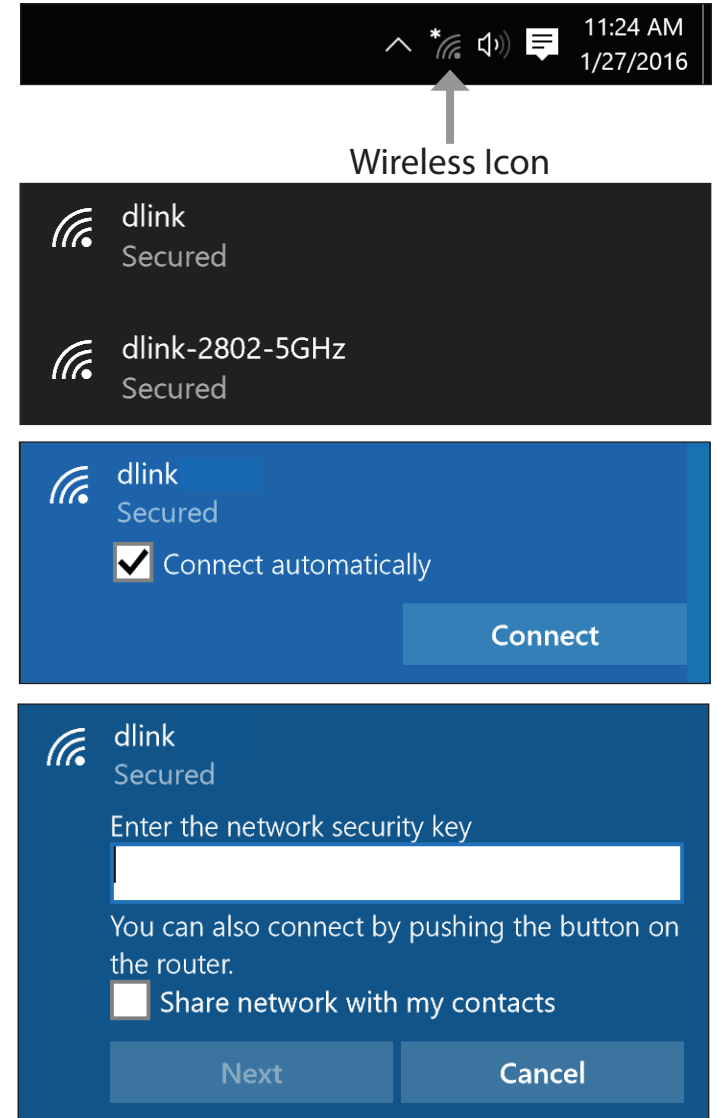 11:24 AM
1/27/2016
Wireless Icon
dlink
Secured
dlink-2802-5GHz
Secured
dlink
Secured
Connect automatically
Connect
dlink
Secured
Enter the network security key
You can also connect by pushing the button on
the router.
Share network with my contacts
Next Cancel